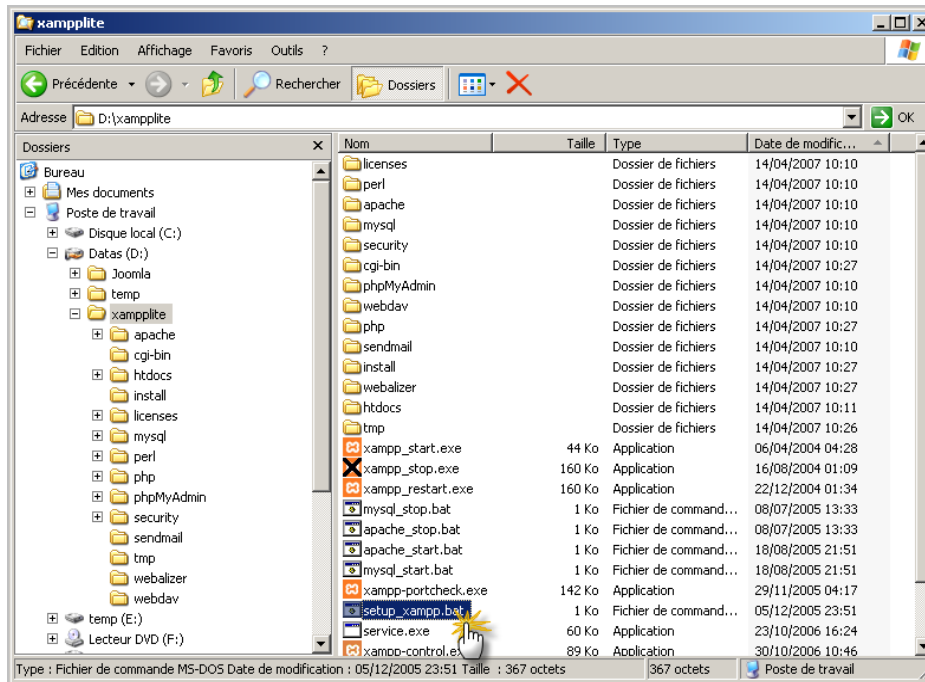 xampplite
Fichier Edition Affichage Favoris Outils ?
Précédente Rechercher Dossiers
Adresse D:\xampplite OK
Dossiers
Bureau
Mes documents
Poste de travail
Disque local (C:)
Datas (D:)
Joomla
temp
xampplite
apache
cgi-bin
htdocs
install
licenses
mysql
perl
php
phpMyAdmin
security
sendmail
tmp
webalizer
webdav
temp (E:)
Lecteur DVD (F:)
Nom Taille Type Date de modific...
licenses Dossier de fichiers 14/04/2007 10:10
perl Dossier de fichiers 14/04/2007 10:10
apache Dossier de fichiers 14/04/2007 10:10
mysql Dossier de fichiers 14/04/2007 10:10
security Dossier de fichiers 14/04/2007 10:10
cgi-bin Dossier de fichiers 14/04/2007 10:27
phpMyAdmin Dossier de fichiers 14/04/2007 10:10
webdav Dossier de fichiers 14/04/2007 10:10
php Dossier de fichiers 14/04/2007 10:27
sendmail Dossier de fichiers 14/04/2007 10:10
install Dossier de fichiers 14/04/2007 10:27
webalizer Dossier de fichiers 14/04/2007 10:27
htdocs Dossier de fichiers 14/04/2007 10:11
tmp Dossier de fichiers 14/04/2007 10:26
xampp_start.exe 44 Ko Application 06/04/2004 04:28
xampp_stop.exe 160 Ko Application 16/08/2004 01:09
xampp_restart.exe 160 Ko Application 22/12/2004 01:34
mysql_stop.bat 1 Ko Fichier de command... 08/07/2005 13:33
apache_stop.bat 1 Ko Fichier de command... 08/07/2005 13:33
apache_start.bat 1 Ko Fichier de command... 18/08/2005 21:51
mysql_start.bat 1 Ko Fichier de command... 18/08/2005 21:51
xampp-portcheck.exe 142 Ko Application 29/11/2005 04:17
setup_xampp.bat 1 Ko Fichier de command... 05/12/2005 23:51
service.exe 60 Ko Application 23/10/2006 16:24
xampp-control.e 89 Ko Application 30/10/2006 10:46
Type : Fichier de commande MS-DOS Date de modification : 05/12/2005 23:51 Taille : 367 octets 367 octets Poste de travail